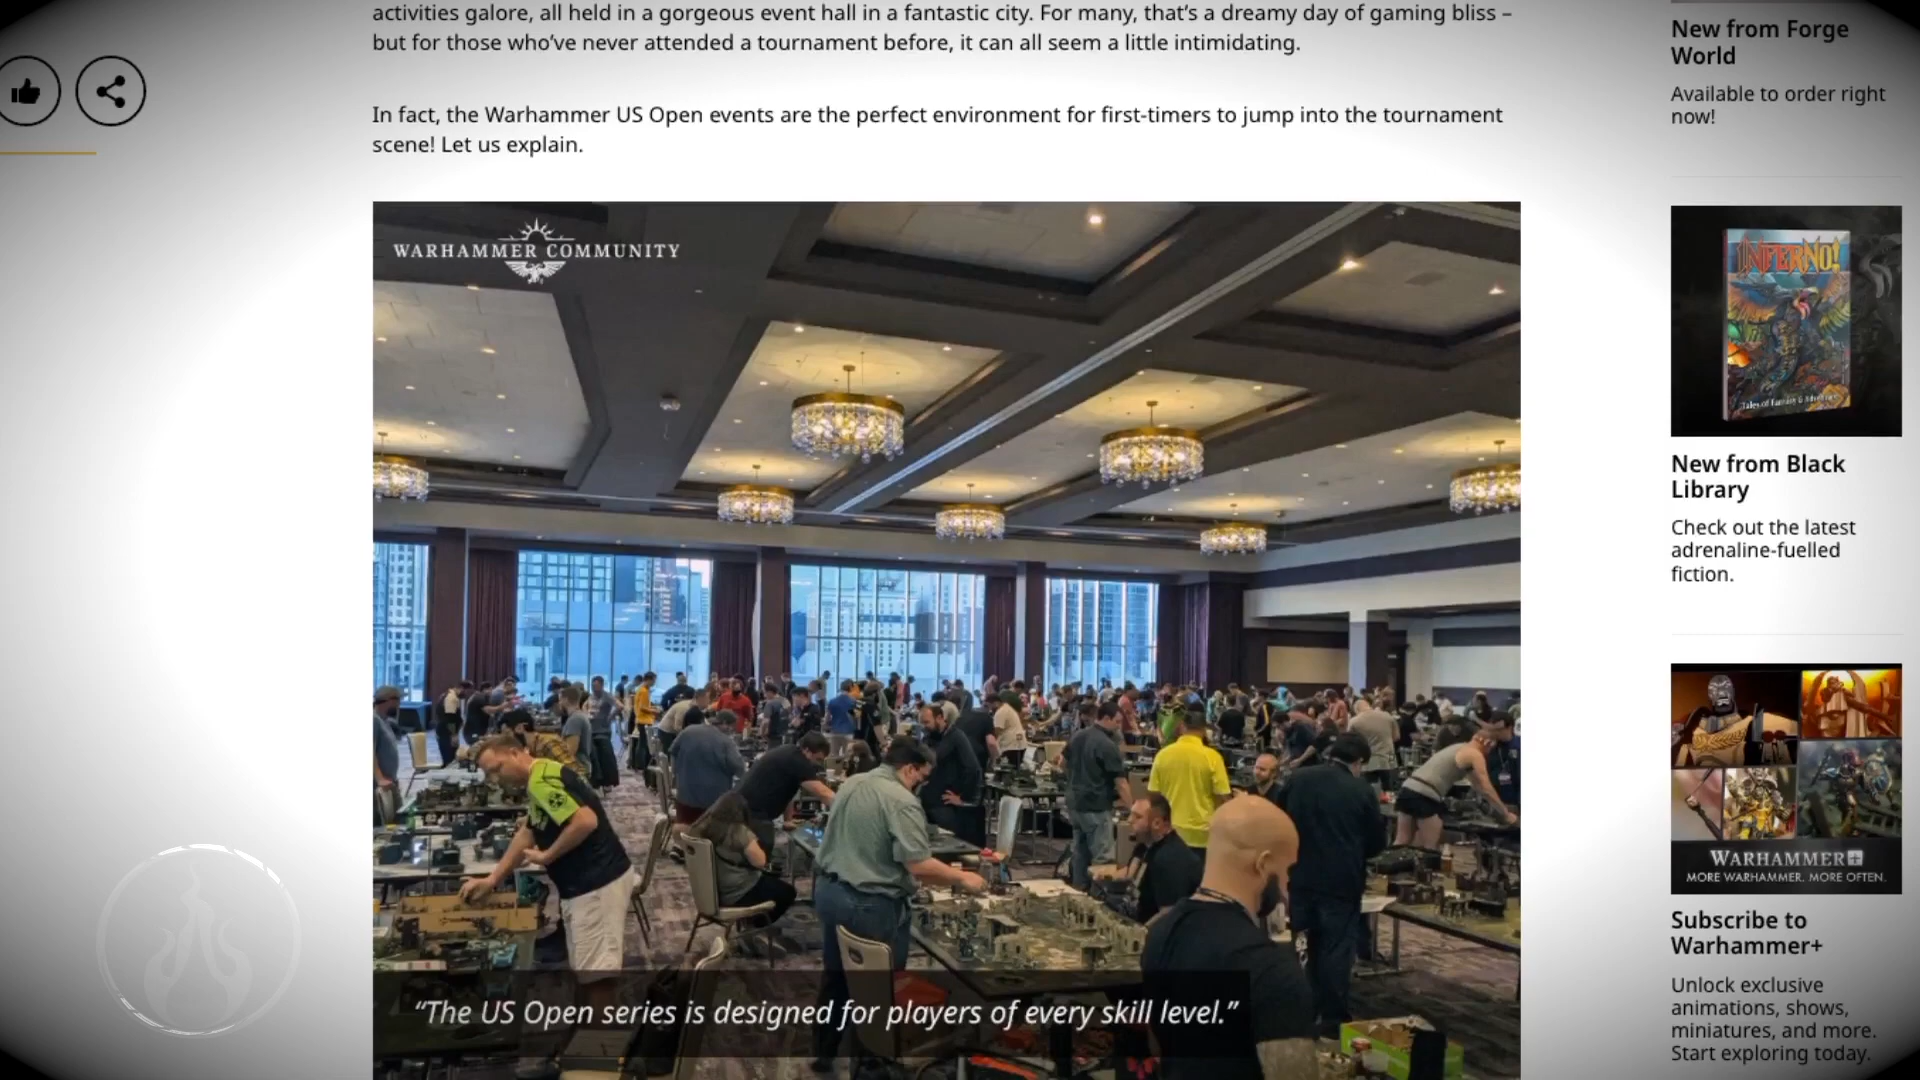 activities galore, all held in a gorgeous event hall in a fantastic city. For many, that's a dreamy day of gaming bliss –
but for those who've never attended a tournament before, it can all seem a little intimidating.
In fact, the Warhammer US Open events are the perfect environment for first-timers to jump into the tournament
scene! Let us explain.
WARHAMMER COMMUNITY
“The US Open series is designed for players of every skill level.”
New from Forge
World
Available to order right
now!
INFERNO!
Tales of Fantasy & Adventure
New from Black
Library
Check out the latest
adrenaline-fuelled
fiction.
WARHAMMER+
MORE WARHAMMER. MORE OFTEN.
Subscribe to
Warhammer+
Unlock exclusive
animations, shows,
miniatures, and more.
Start exploring today.